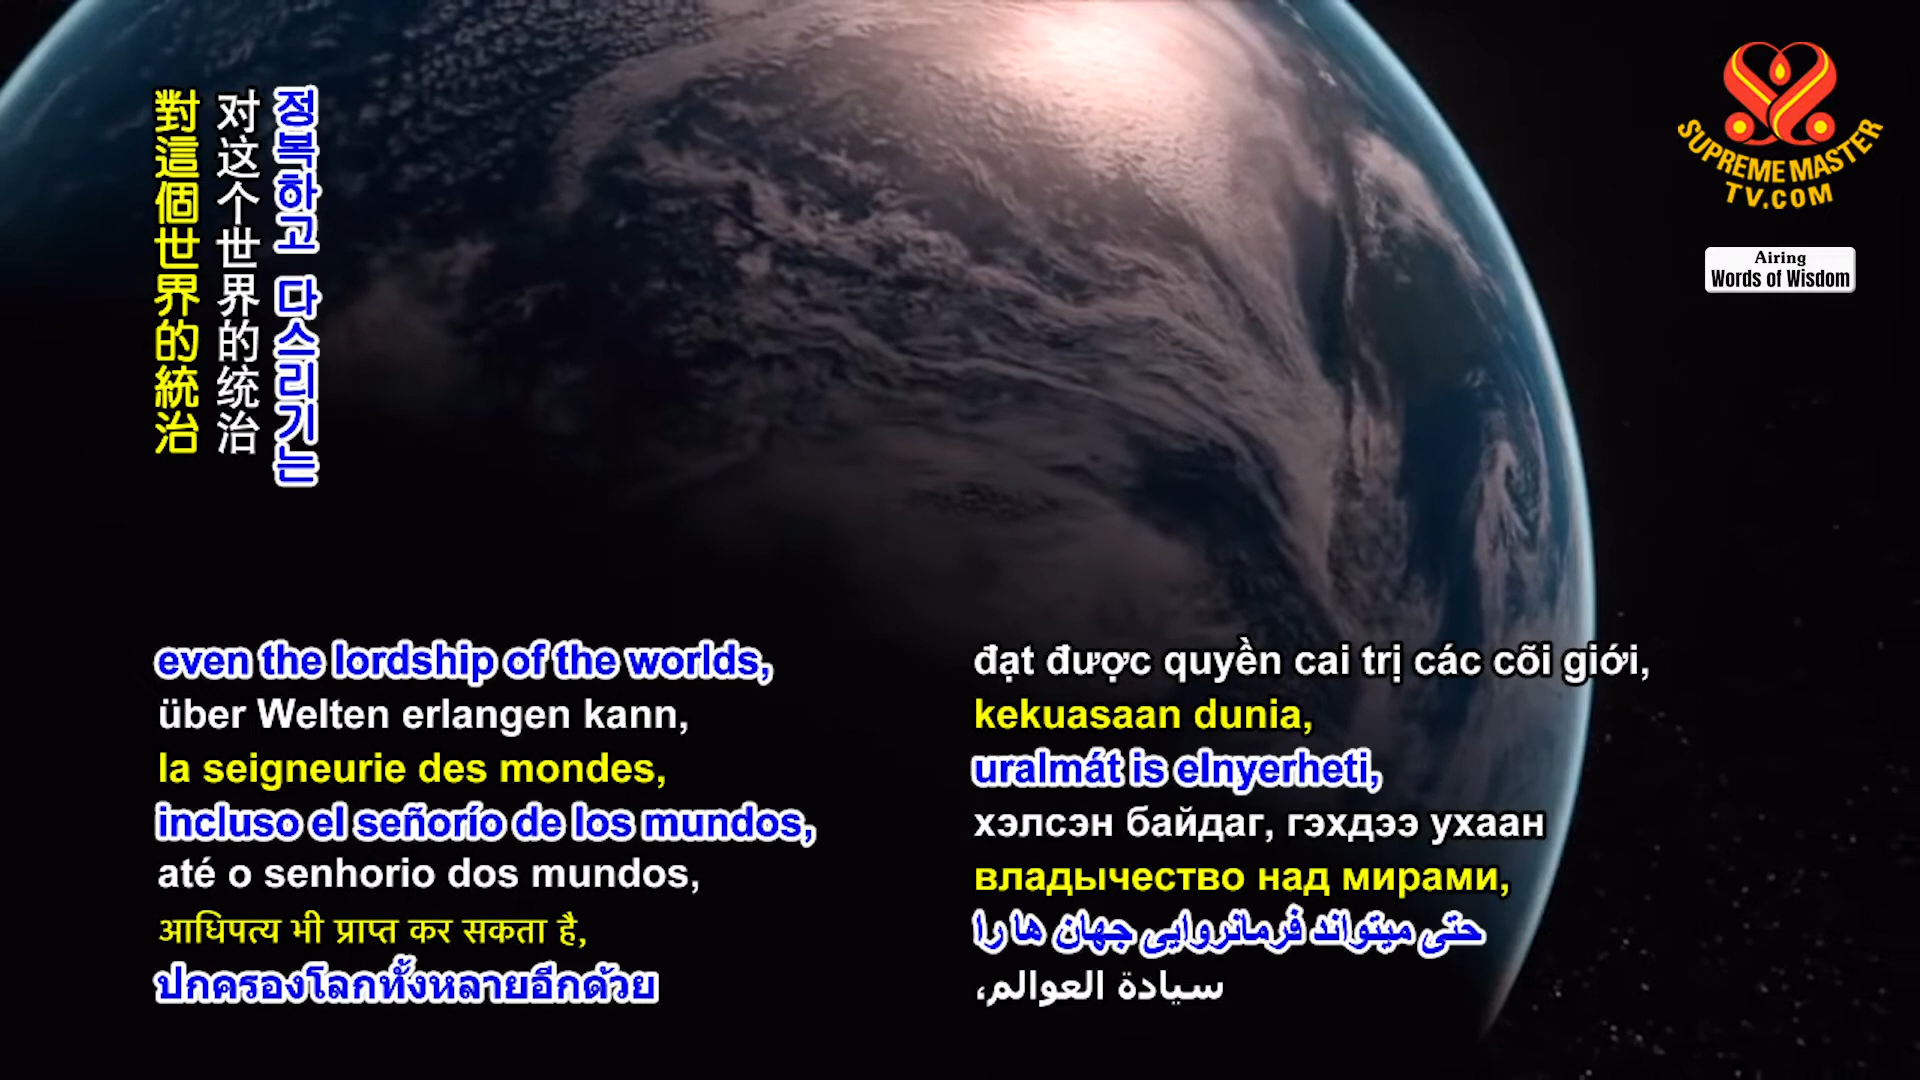 對這個世界的統治
对这个世界的统治
정복하고 다스리기는
SUPREME MASTER
TV.COM
Airing
Words of Wisdom
even the lordship of the worlds,
über Welten erlangen kann,
la seigneurie des mondes,
incluso el señorío de los mundos,
até o senhorio dos mundos,
आधिपत्य भी प्राप्त कर सकता है,
ปกครองโลกทั้งหลายอีกด้วย
đạt được quyền cai trị các cõi giới,
kekuasaan dunia,
uralmát is elnyerheti,
хэлсэн байдаг, гэхдээ ухаан
владычество над мирами,
حتی میتواند فرمانروایی جهان ها را
سيادة العوالم،